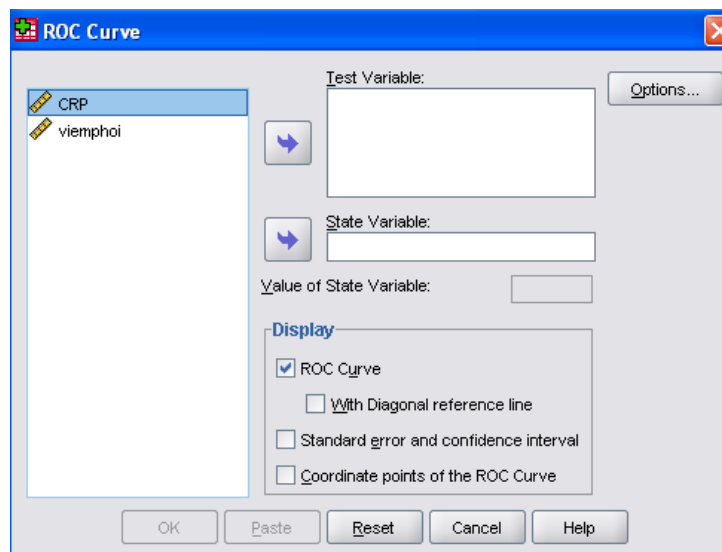 ROC Curve
CRP
viemphoi
Test Variable:
Options...
State Variable:
Value of State Variable:
Display
ROC Curve
With Diagonal reference line
Standard error and confidence interval
Coordinate points of the ROC Curve
OK
Paste
Reset
Cancel
Help